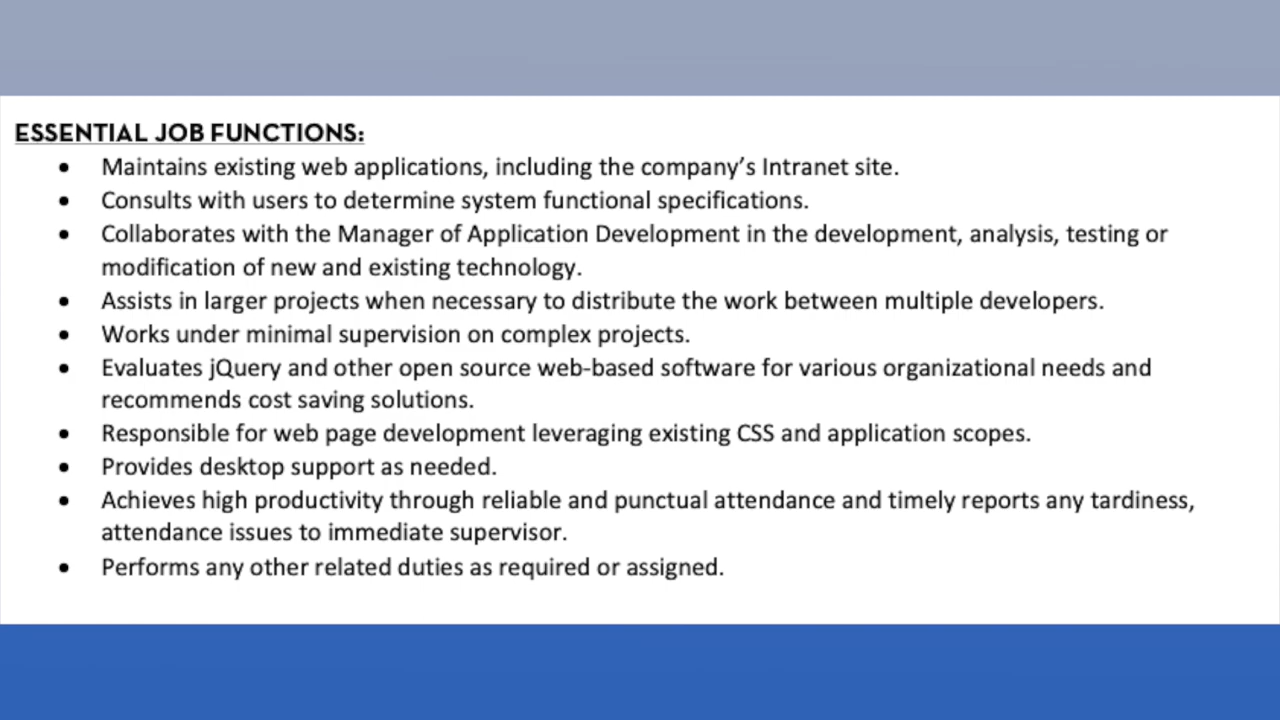 ESSENTIAL JOB FUNCTIONS:
• Maintains existing web applications, including the company’s Intranet site.
• Consults with users to determine system functional specifications.
• Collaborates with the Manager of Application Development in the development, analysis, testing or
modification of new and existing technology.
• Assists in larger projects when necessary to distribute the work between multiple developers.
• Works under minimal supervision on complex projects.
• Evaluates jQuery and other open source web-based software for various organizational needs and
recommends cost saving solutions.
• Responsible for web page development leveraging existing CSS and application scopes.
• Provides desktop support as needed.
• Achieves high productivity through reliable and punctual attendance and timely reports any tardiness,
attendance issues to immediate supervisor.
• Performs any other related duties as required or assigned.